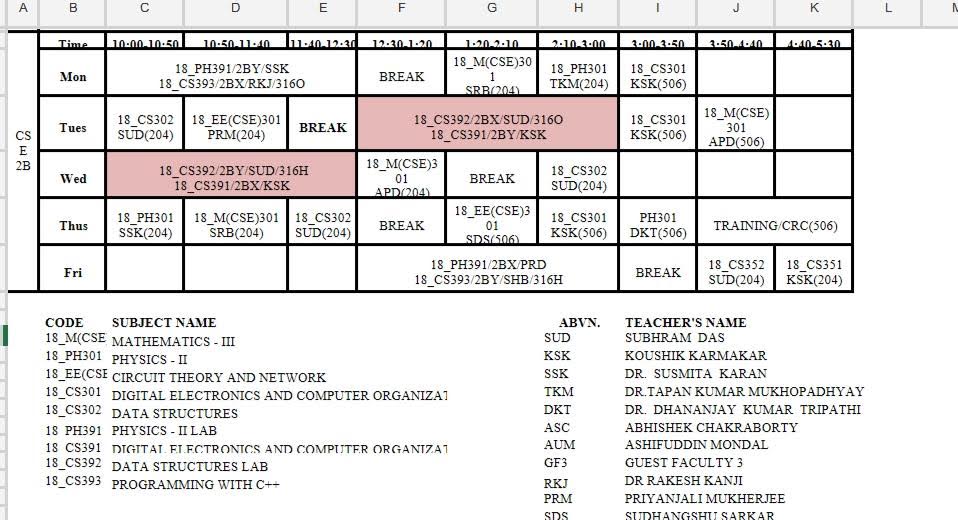 A B C D E F G H I J K L
Time 10:00-10:50 10:50-11:40 11:40-12:30 12:30-1:20 1:20-2:10 2:10-3:00 3:00-3:50 3:50-4:40 4:40-5:30
CS
E
2B
Mon
18_PH391/2BY/SSK
18_CS393/2BX/RKJ/316O
BREAK
18_M(CSE)30
1
SRB(204)
18_PH301
TKM(204)
18_CS301
KSK(506)
Tues
18_CS302
SUD(204)
18_EE(CSE)301
PRM(204)
BREAK
18_CS392/2BX/SUD/316O
18_CS391/2BY/KSK
18_CS301
KSK(506)
18_M(CSE)
301
APD(506)
Wed
18_CS392/2BY/SUD/316H
18_CS391/2BX/KSK
18_M(CSE)3
01
APD(204)
BREAK
18_CS302
SUD(204)
Thus
18_PH301
SSK(204)
18_M(CSE)301
SRB(204)
18_CS302
SUD(204)
BREAK
18_EE(CSE)3
01
SDS(506)
18_CS301
KSK(506)
PH301
DKT(506)
TRAINING/CRC(506)
Fri
18_PH391/2BX/PRD
18_CS393/2BY/SHB/316H
BREAK
18_CS352
SUD(204)
18_CS351
KSK(204)
CODE SUBJECT NAME
18_M(CSE MATHEMATICS - III
18_PH301 PHYSICS - II
18_EE(CSE CIRCUIT THEORY AND NETWORK
18_CS301 DIGITAL ELECTRONICS AND COMPUTER ORGANIZAT
18_CS302 DATA STRUCTURES
18_PH391 PHYSICS - II LAB
18_CS391 DIGITAL ELECTRONICS AND COMPUTER ORGANIZAT
18_CS392 DATA STRUCTURES LAB
18_CS393 PROGRAMMING WITH C++
ABVN. TEACHER'S NAME
SUD SUBHRAM DAS
KSK KOUSHIK KARMAKAR
SSK DR. SUSMITA KARAN
TKM DR.TAPAN KUMAR MUKHOPADHYAY
DKT DR. DHANANJAY KUMAR TRIPATHI
ASC ABHISHEK CHAKRABORTY
AUM ASHIFUDDIN MONDAL
GF3 GUEST FACULTY 3
RKJ DR RAKESH KANJI
PRM PRIYANJALI MUKHERJEE
SDS SUDHANGSHU SARKAR